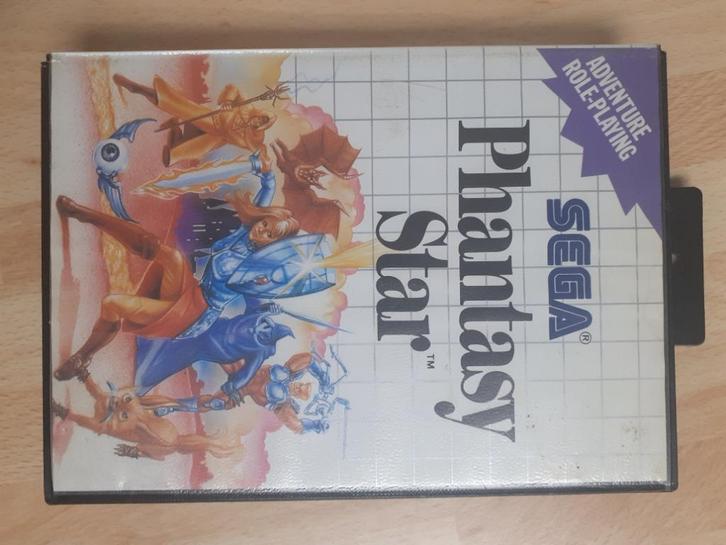 ADVENTURE
ROLE-PLAYING
SEGA®
Phantasy
Star™